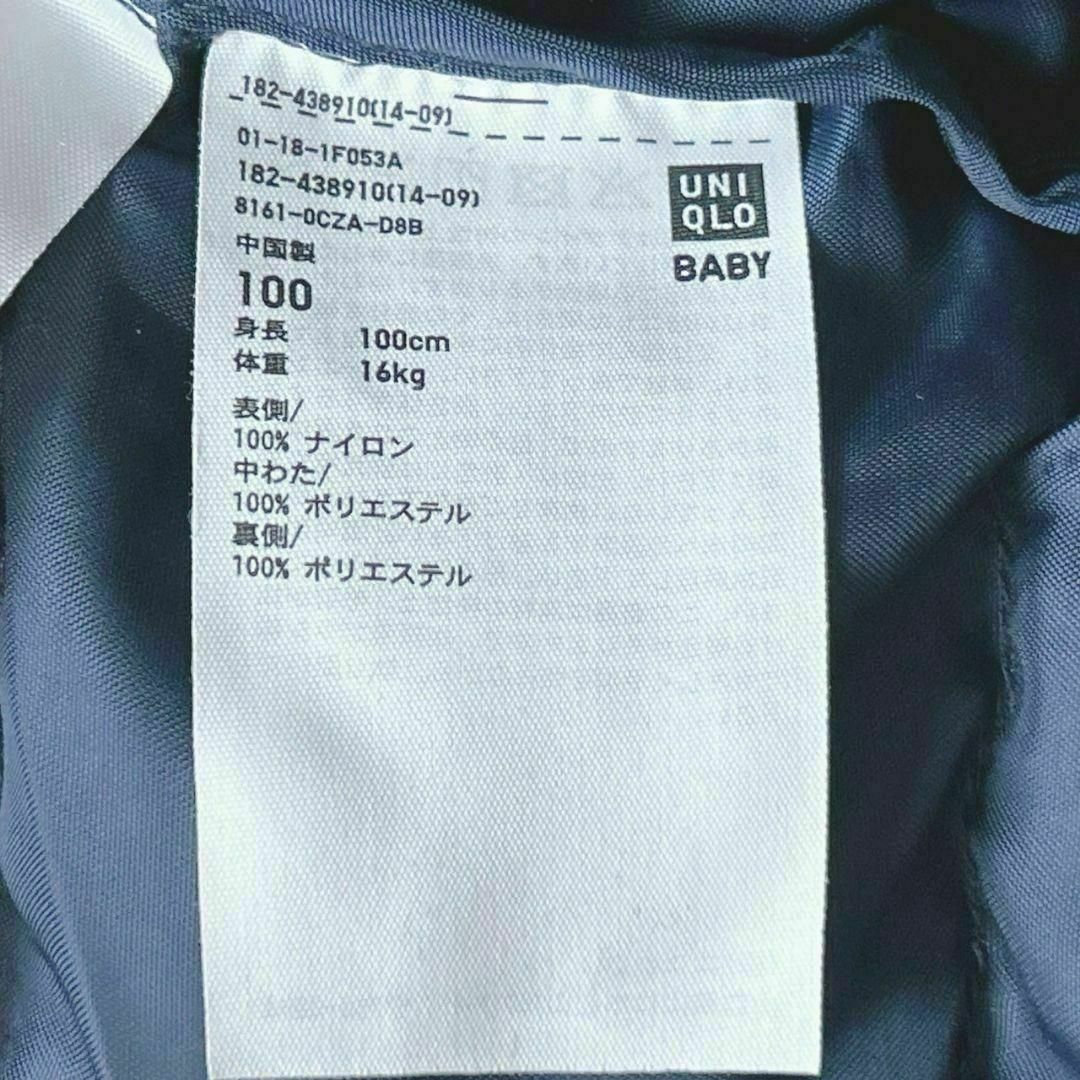 182-438910(14-09)
01-18-1F053A
182-438910(14-09)
8161-0CZA-D8B
中国製
100
身長 100cm
体重 16kg
表側/
100% ナイロン
中わた/
100% ポリエステル
裏側/
100% ポリエステル
UNI
QLO
BABY